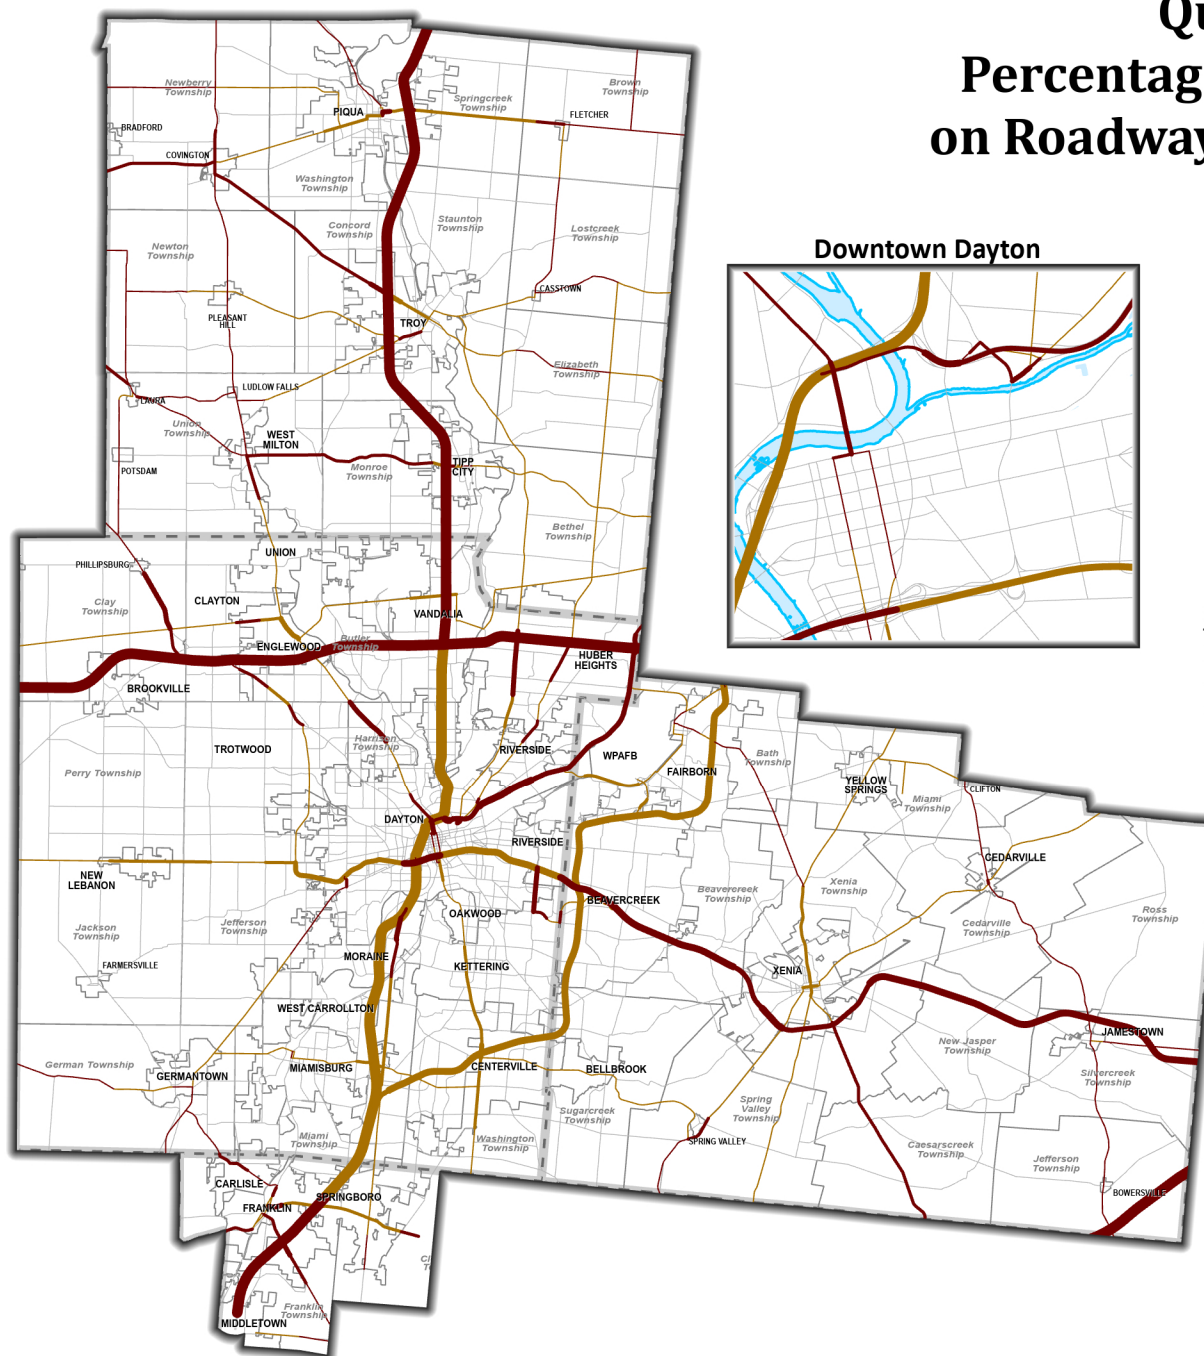 Qu
Percentag
on Roadway
Downtown Dayton
Newberry
Township
Brown
Township
Springcreek
Township
PIQUA
FLETCHER
BRADFORD
COVINGTON
Washington
Township
Concord
Township
Staunton
Township
Lostcreek
Township
Newton
Township
CASSTOWN
PLEASANT
HILL
TROY
Elizabeth
Township
LUDLOW FALLS
LAURA
Union
Township
WEST
MILTON
Monroe
Township
TIPP
CITY
POTSDAM
Bethel
Township
UNION
PHILLIPSBURG
Clay
Township
CLAYTON
VANDALIA
Butler
Township
ENGLEWOOD
HUBER
HEIGHTS
BROOKVILLE
TROTWOOD
Harrison
Township
RIVERSIDE
WPAFB
Bath
Township
Perry Township
FAIRBORN
YELLOW
SPRINGS
CLIFTON
Miami
Township
DAYTON
RIVERSIDE
CEDARVILLE
NEW
LEBANON
Beavercreek
Township
Xenia
Township
BEAVERCREEK
OAKWOOD
Ross
Township
Jefferson
Township
Jackson
Township
Cedarville
Township
MORAINE
FARMERSVILLE
KETTERING
XENIA
WEST CARROLLTON
JAMESTOWN
New Jasper
Township
German Township
MIAMISBURG
CENTERVILLE
BELLBROOK
GERMANTOWN
Silvercreek
Township
Spring
Valley
Township
Sugarcreek
Township
Miami
Township
Washington
Township
SPRING VALLEY
Caesarscreek
Township
Jefferson
Township
CARLISLE
SPRINGBORO
BOWERSVILLE
FRANKLIN
Franklin
Township
MIDDLETOWN